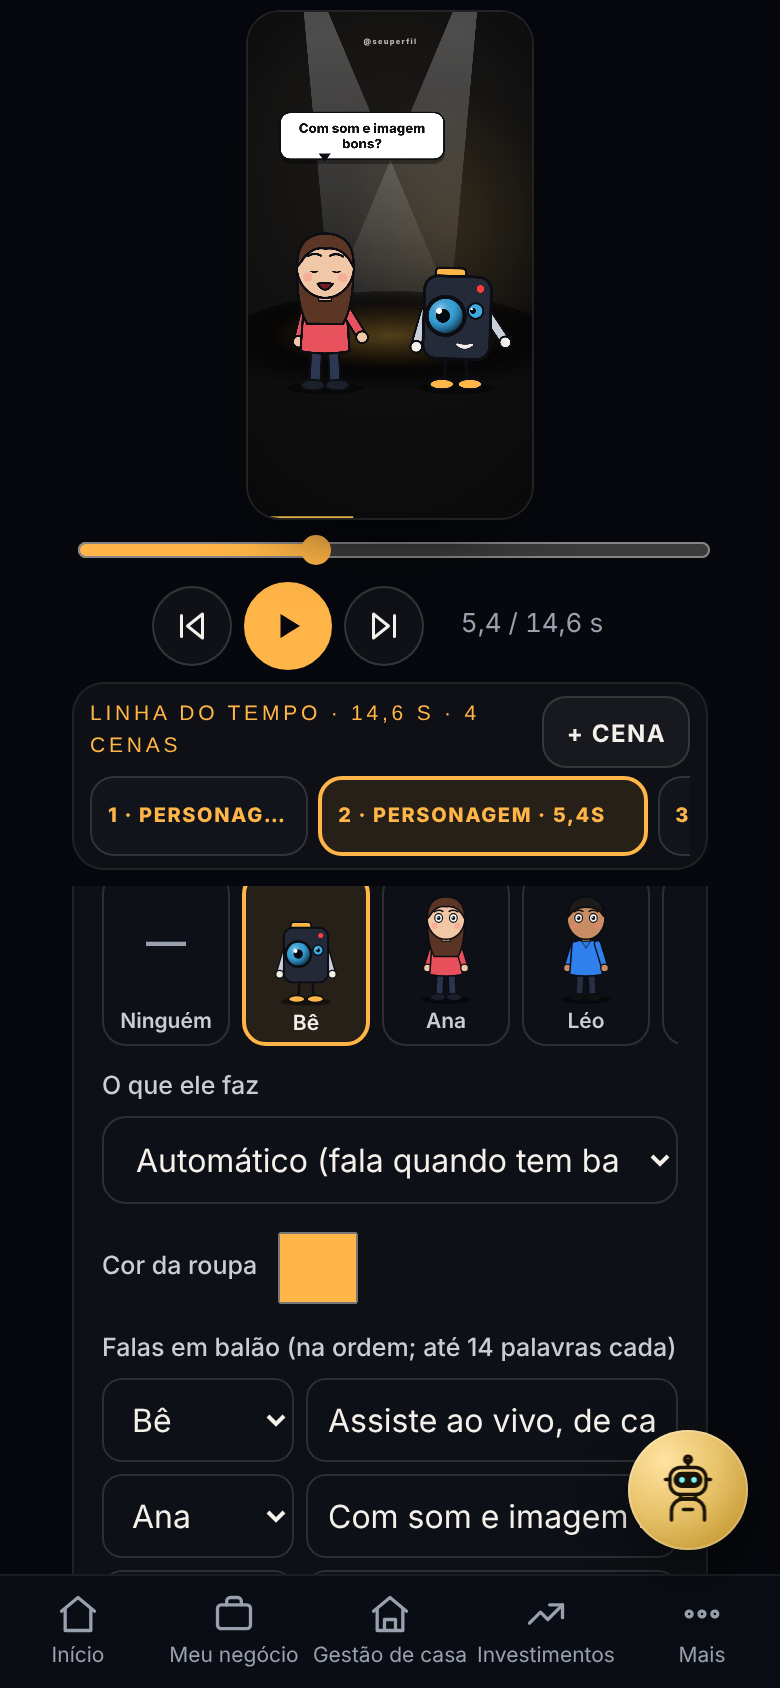 @seuperfil
Com som e imagem
bons?
5,4 / 14,6 s
LINHA DO TEMPO · 14,6 S · 4
CENAS
+ CENA
1 · PERSONAG...
2 · PERSONAGEM · 5,4S
3
Ninguém
Bê
Ana
Léo
O que ele faz
Automático (fala quando tem ba
Cor da roupa
Falas em balão (na ordem; até 14 palavras cada)
Bê
Assiste ao vivo, de ca
Ana
Com som e imagem
Início
Meu negócio
Gestão de casa
Investimentos
Mais